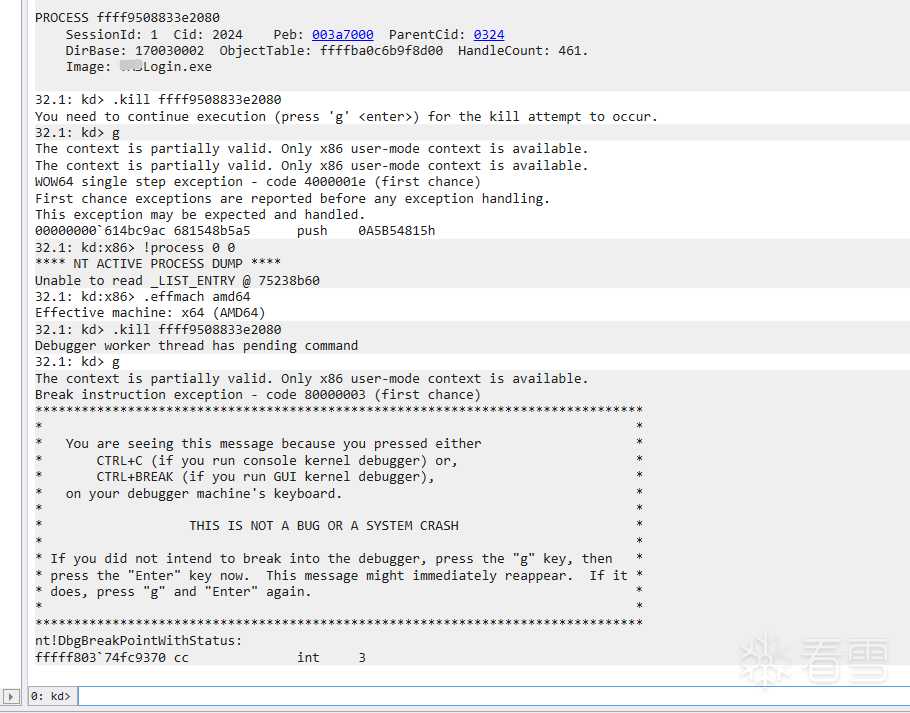 PROCESS ffff9508833e2080
SessionId: 1 Cid: 2024 Peb: 003a7000 ParentCid: 0324
DirBase: 170030002 ObjectTable: ffffba0c6b9f8d00 HandleCount: 461.
Image: Login.exe
32.1: kd> .kill ffff9508833e2080
You need to continue execution (press 'g' <enter>) for the kill attempt to occur.
32.1: kd> g
The context is partially valid. Only x86 user-mode context is available.
The context is partially valid. Only x86 user-mode context is available.
WOW64 single step exception - code 4000001e (first chance)
First chance exceptions are reported before any exception handling.
This exception may be expected and handled.
00000000`614bc9ac 681548b5a5 push 0A5B54815h
32.1: kd:x86> !process 0 0
**** NT ACTIVE PROCESS DUMP ****
Unable to read _LIST_ENTRY @ 75238b60
32.1: kd:x86> .effmach amd64
Effective machine: x64 (AMD64)
32.1: kd> .kill ffff9508833e2080
Debugger worker thread has pending command
32.1: kd> g
The context is partially valid. Only x86 user-mode context is available.
Break instruction exception - code 80000003 (first chance)
*******************************************************************************
* *
* You are seeing this message because you pressed either *
* CTRL+C (if you run console kernel debugger) or, *
* CTRL+BREAK (if you run GUI kernel debugger), *
* on your debugger machine's keyboard. *
* *
* THIS IS NOT A BUG OR A SYSTEM CRASH *
* *
* If you did not intend to break into the debugger, press the "g" key, then *
* press the "Enter" key now. This message might immediately reappear. If it *
* does, press "g" and "Enter" again. *
* *
*******************************************************************************
nt!DbgBreakPointWithStatus:
fffff803`74fc9370 cc int 3
看雪
0: kd>